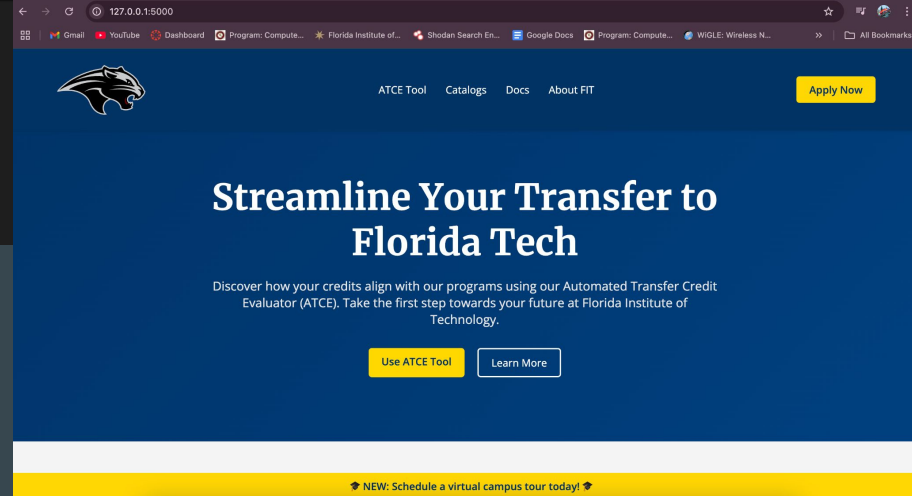 127.0.0.1:5000
Gmail YouTube Dashboard Program: Compute... Florida Institute of... Shodan Search En... Google Docs Program: Compute... WiGLE: Wireless N... » All Bookmarks
ATCE Tool Catalogs Docs About FIT Apply Now
Streamline Your Transfer to
Florida Tech
Discover how your credits align with our programs using our Automated Transfer Credit
Evaluator (ATCE). Take the first step towards your future at Florida Institute of
Technology.
Use ATCE Tool Learn More
🎓 NEW: Schedule a virtual campus tour today! 🎓